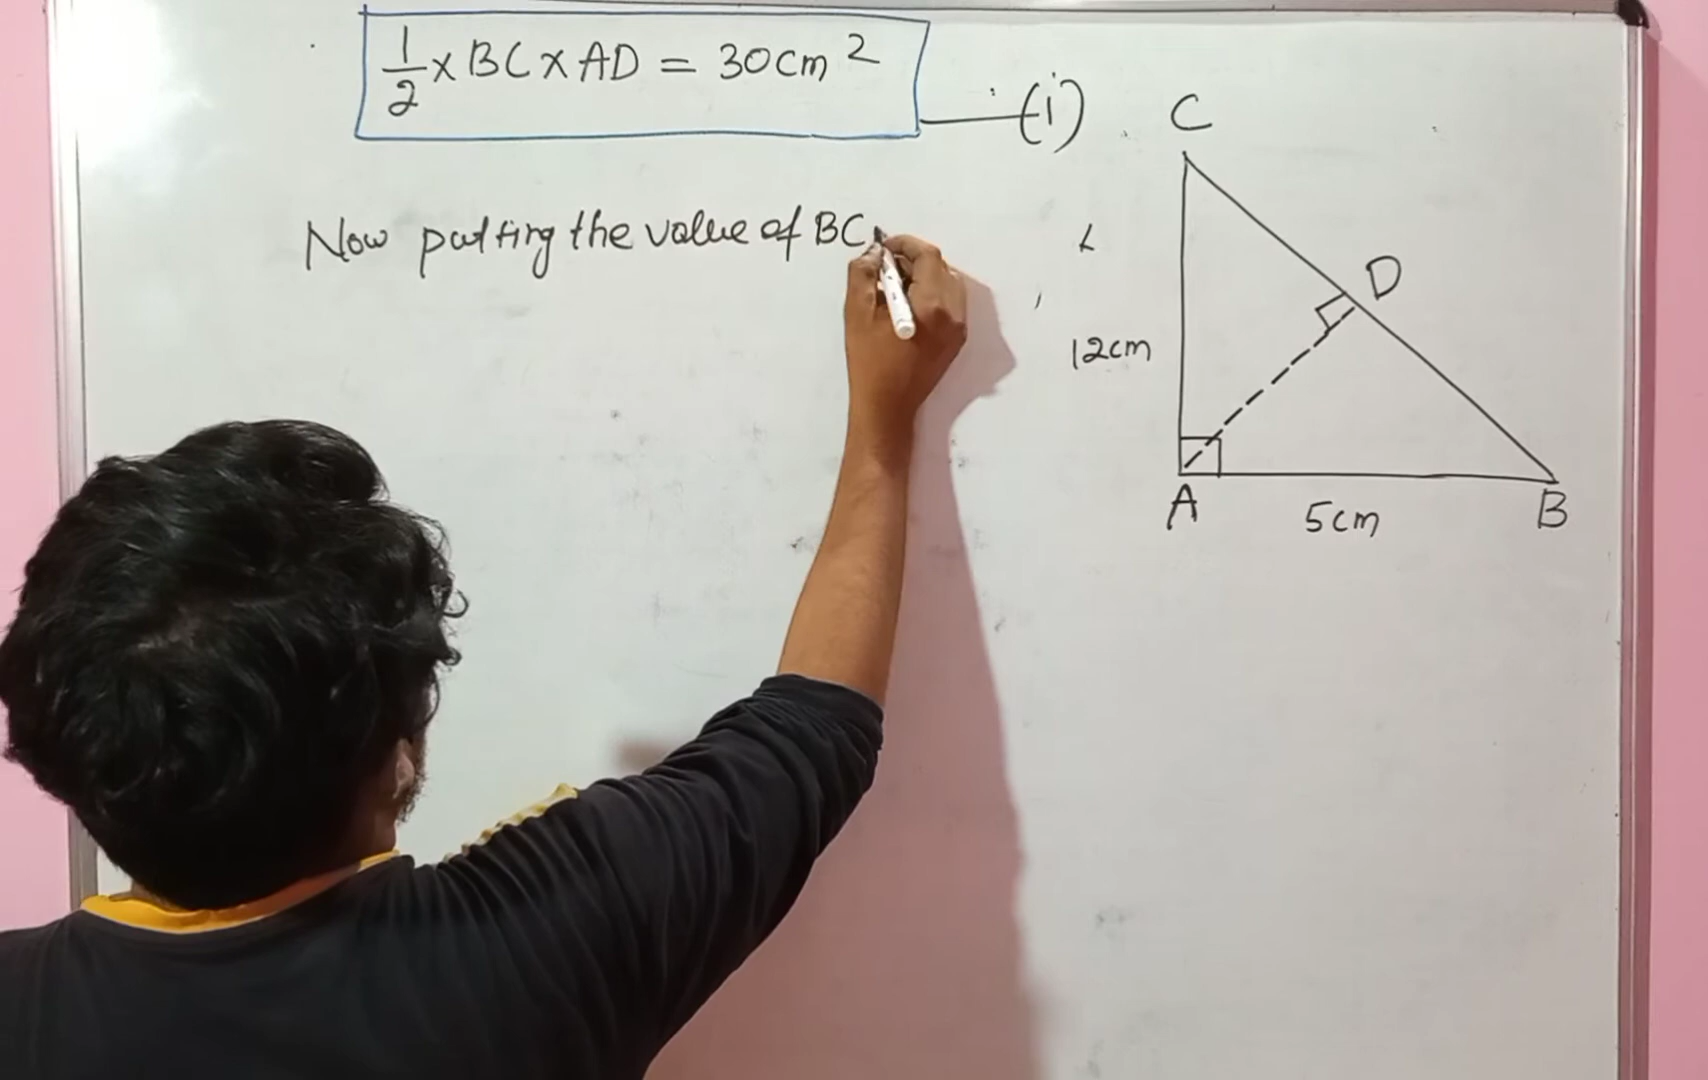 1/2 × BC × AD = 30cm²
(i)
Now putting the value of BC
C
D
12cm
A
5cm
B